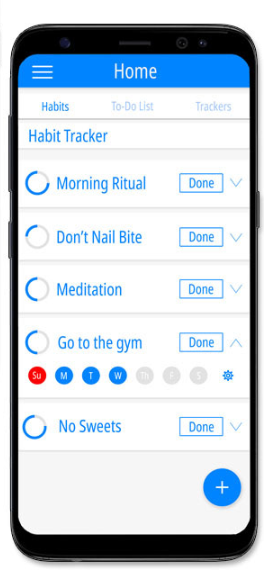 Home
Habits To-Do List Trackers
Habit Tracker
Morning Ritual Done
Don't Nail Bite Done
Meditation Done
Go to the gym Done
Su M T W Th F S
No Sweets Done
+